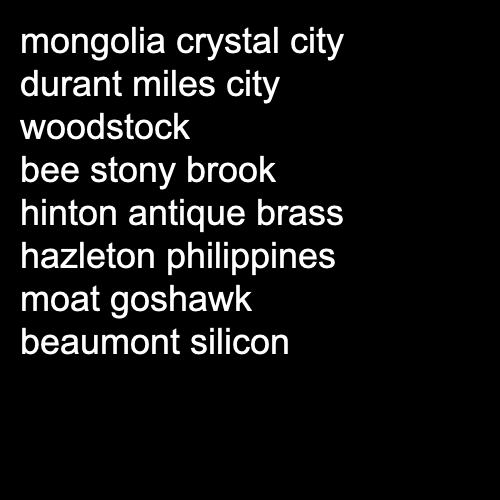 mongolia crystal city
durant miles city
woodstock
bee stony brook
hinton antique brass
hazleton philippines
moat goshawk
beaumont silicon